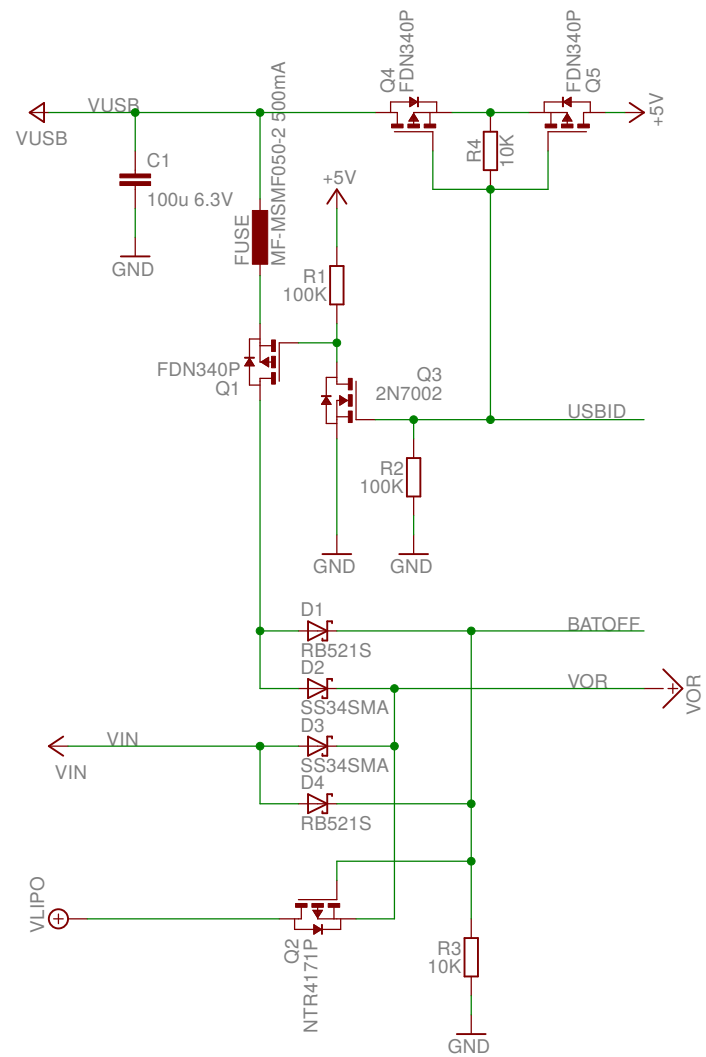 Q4
FDN340P
FDN340P
Q5
VUSB
VUSB
+5V
C1
100u 6.3V
GND
FUSE
MF-MSMF050-2 500mA
R4
10K
+5V
R1
100K
FDN340P
Q1
Q3
2N7002
USBID
R2
100K
GND
GND
D1
RB521S
BATOFF
D2
SS34SMA
VOR
VOR
VIN
VIN
D3
SS34SMA
D4
RB521S
VLIPO
Q2
NTR4171P
R3
10K
GND